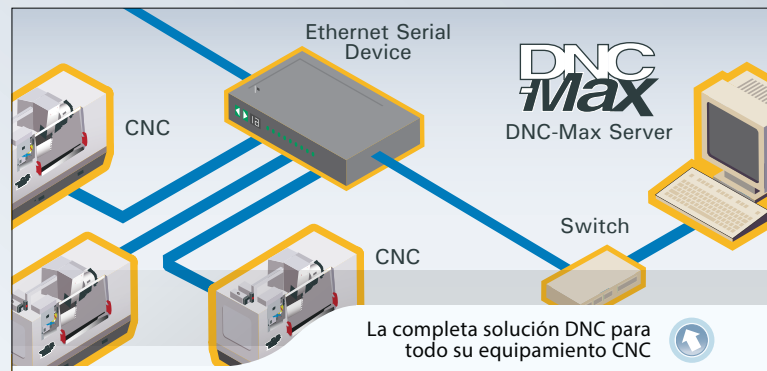 Ethernet Serial
Device
DNC
-Max
DNC-Max Server
CNC
Switch
CNC
La completa solución DNC para
todo su equipamiento CNC